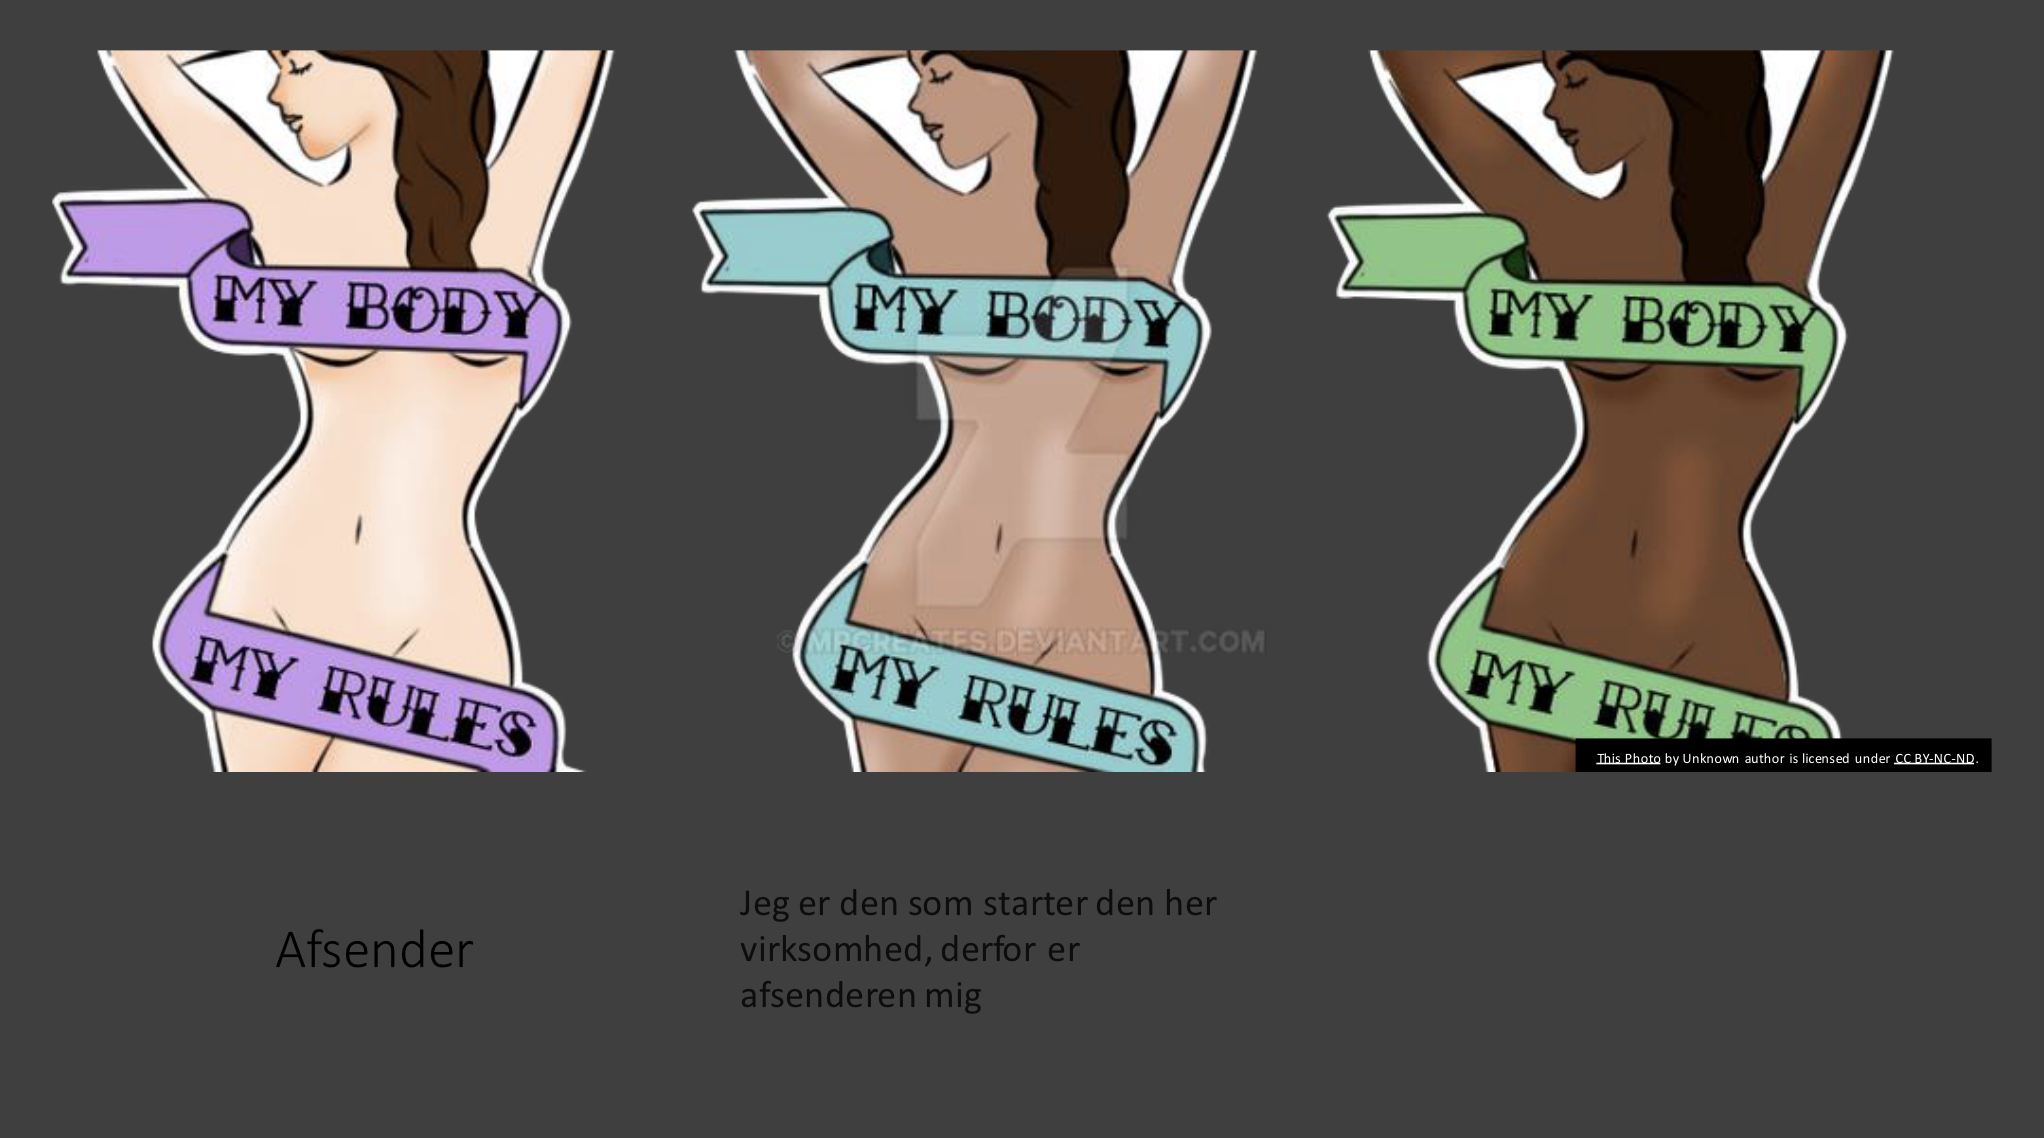 MY BODY
MY RULES
MY BODY
MY RULES
MY BODY
MY RULES
© MPCREATES.DEVIANTART.COM
This Photo by Unknown author is licensed under CC BY-NC-ND.
Afsender
Jeg er den som starter den her
virksomhed, derfor er
afsenderen mig